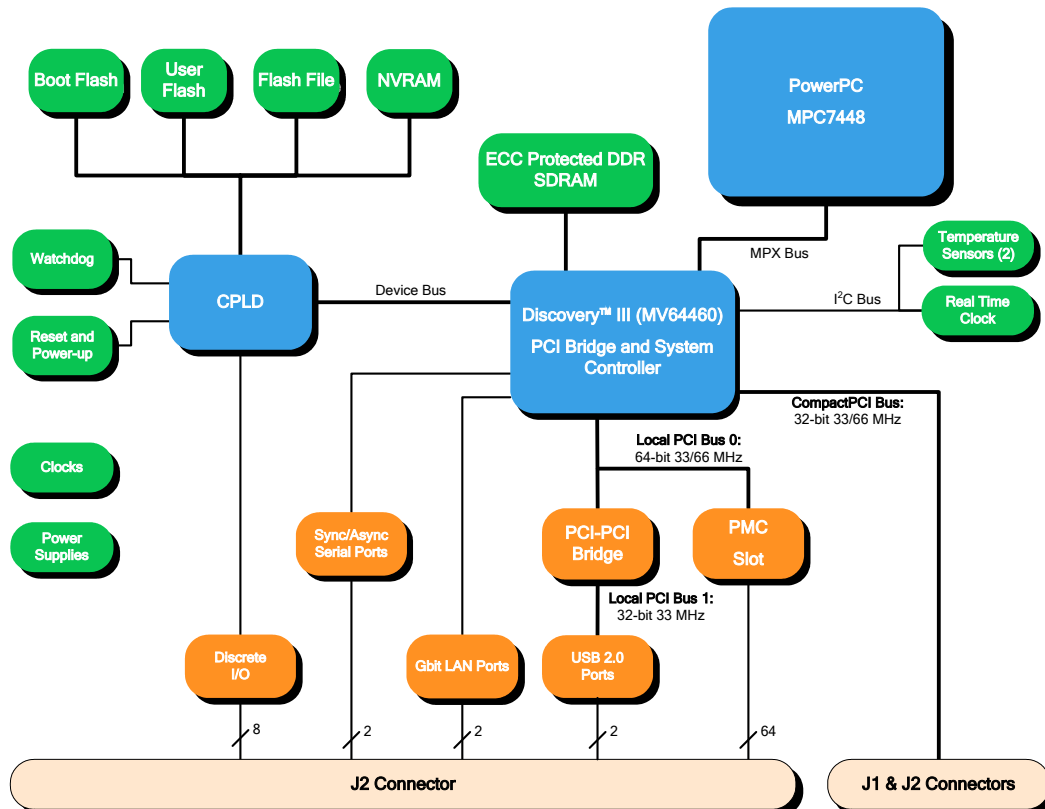 Boot Flash
User
Flash
Flash File
NVRAM
PowerPC
MPC7448
ECC Protected DDR
SDRAM
Watchdog
CPLD
Device Bus
MPX Bus
Temperature
Sensors (2)
I²C Bus
Real Time
Clock
Reset and
Power-up
Discovery™ III (MV64460)
PCI Bridge and System
Controller
CompactPCI Bus:
32-bit 33/66 MHz
Local PCI Bus 0:
64-bit 33/66 MHz
Clocks
Power
Supplies
Sync/Async
Serial Ports
PCI-PCI
Bridge
PMC
Slot
Local PCI Bus 1:
32-bit 33 MHz
Discrete
I/O
Gbit LAN Ports
USB 2.0
Ports
8
2
2
2
64
J2 Connector
J1 & J2 Connectors